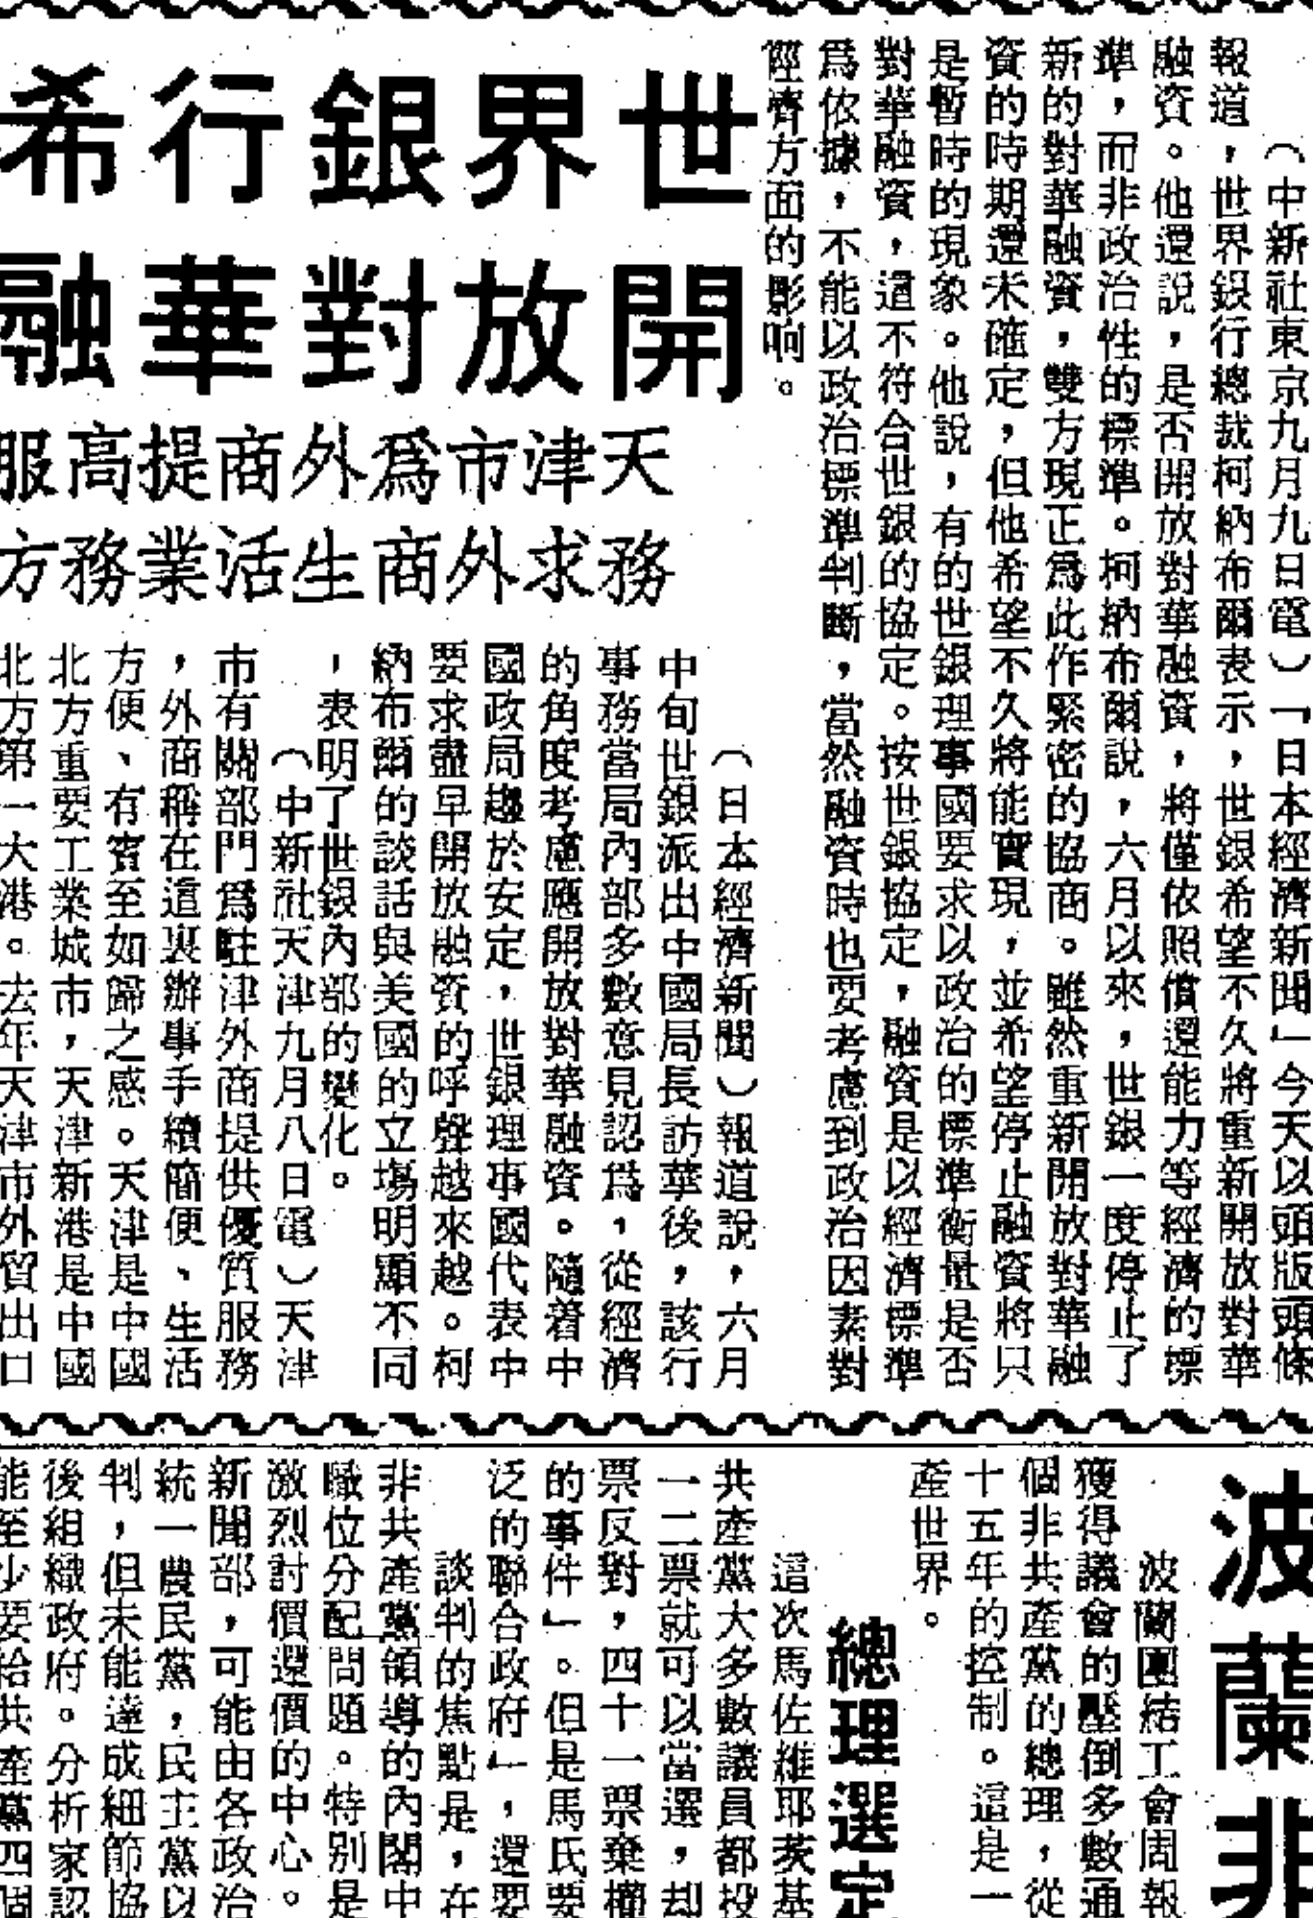 世界銀行希
開放對華融
天津市為外商提高服
務求外商生活業務方
（中新社東京九月九日電）「日本經濟新聞」今天以頭版頭條
報道，世界銀行總裁柯納布爾表示，世銀希望不久將重新開放對華
融資。他還說，是否開放對華融資，將僅依照償還能力等經濟的標
準，而非政治性的標準。柯納布爾說，六月以來，世銀一度停止了
新的對華融資，雙方現正為此作緊密的協商。雖然重新開放對華融
資的時期還未確定，但他希望不久將能實現，並希望停止融資將只
是暫時的現象。他說，有的世銀理事國要求以政治的標準衡量是否
對華融資，這不符合世銀的協定。按世銀協定，融資是以經濟標準
為依據，不能以政治標準判斷，當然融資時也要考慮到政治因素對
經濟方面的影响。
（日本經濟新聞）報道說，六月
中旬世銀派出中國局長訪華後，該行
事務當局內部多數意見認為，從經濟
的角度考慮應開放對華融資。隨着中
國政局趨於安定，世銀理事國代表中
要求盡早開放融資的呼聲越來越。柯
納布爾的談話與美國的立場明顯不同
，表明了世銀內部的變化。
（中新社天津九月八日電）天津
市有關部門為駐津外商提供優質服務
，外商稱在這裏辦事手續簡便、生活
方便、有賓至如歸之感。天津是中國
北方重要工業城市，天津新港是中國
北方第一大港。去年天津市外貿出口
波蘭非
波蘭團結工會周報
獲得議會的壓倒多數通
個非共產黨的總理，從
十五年的控制。這是一
產世界。
總理選定
這次馬佐維耶茨基
共產黨大多數議員都投
一二票就可以當選，却
票反對，四十一票棄權
的事件」。但是馬氏要
泛的聯合政府」，還要
談判的焦點是，在
非共產黨領導的內閣中
職位分配問題。特別是
激烈討價還價的中心。
新聞部，可能由各政治
統一農民黨，民主黨以
判，但未能達成細節協
後組織政府。分析家認
能至少要給共產黨四個